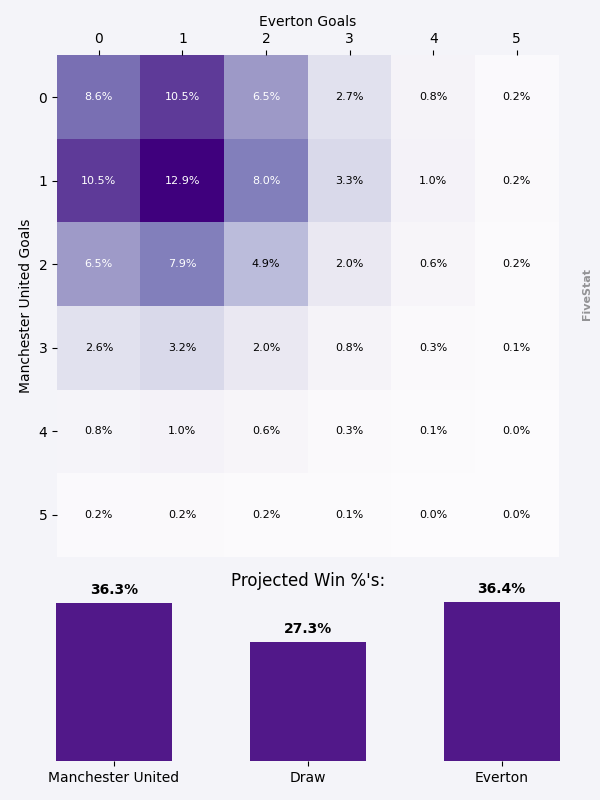 Everton Goals
0 1 2 3 4 5
Manchester United Goals
0 8.6% 10.5% 6.5% 2.7% 0.8% 0.2%
1 10.5% 12.9% 8.0% 3.3% 1.0% 0.2%
2 6.5% 7.9% 4.9% 2.0% 0.6% 0.2%
3 2.6% 3.2% 2.0% 0.8% 0.3% 0.1%
4 0.8% 1.0% 0.6% 0.3% 0.1% 0.0%
5 0.2% 0.2% 0.2% 0.1% 0.0% 0.0%
FiveStat
Projected Win %'s:
36.3% 27.3% 36.4%
Manchester United Draw Everton